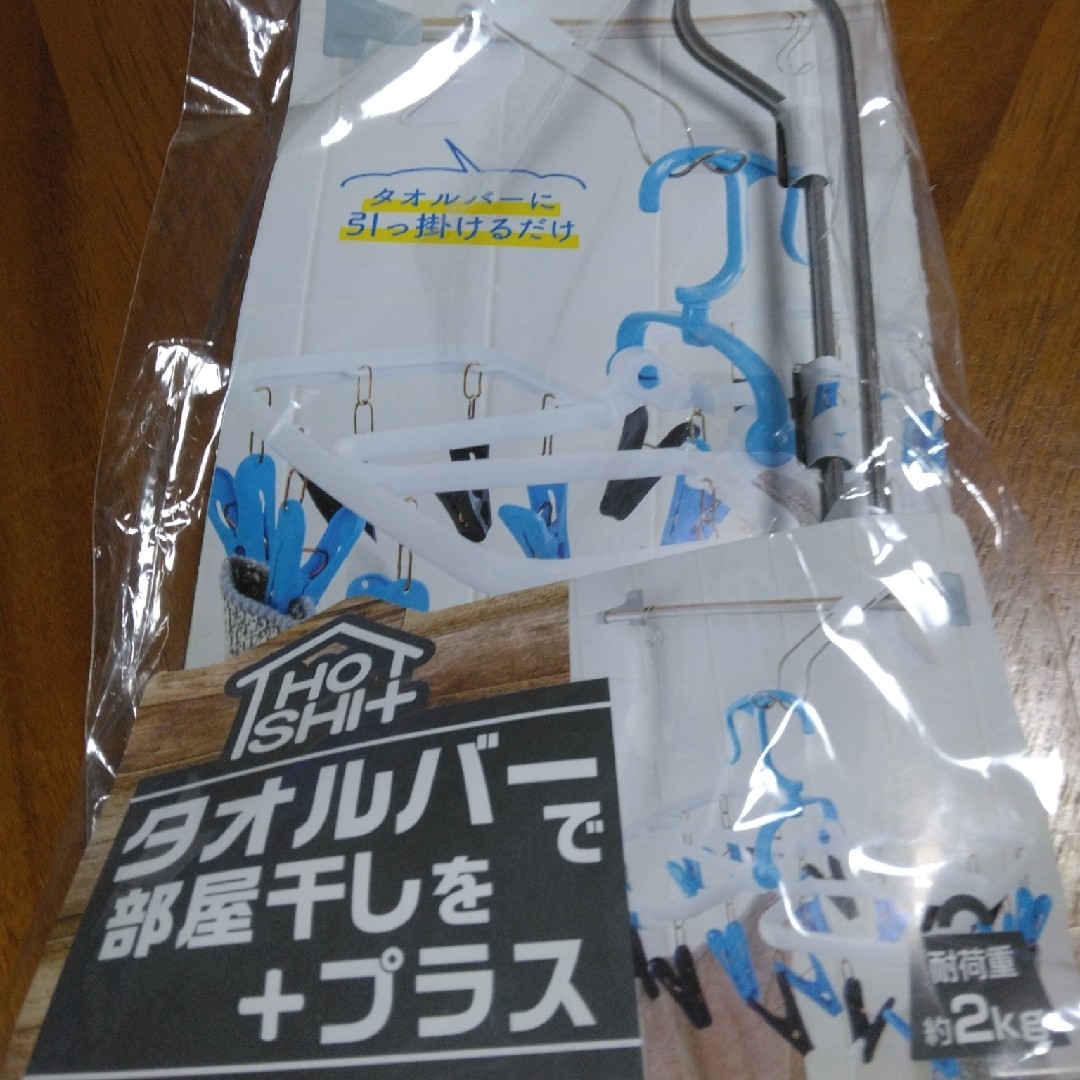 タオルバーに
引っ掛けるだけ
HO
SHI+
タオルバーで
部屋干しを
+プラス
耐荷重
約2kg